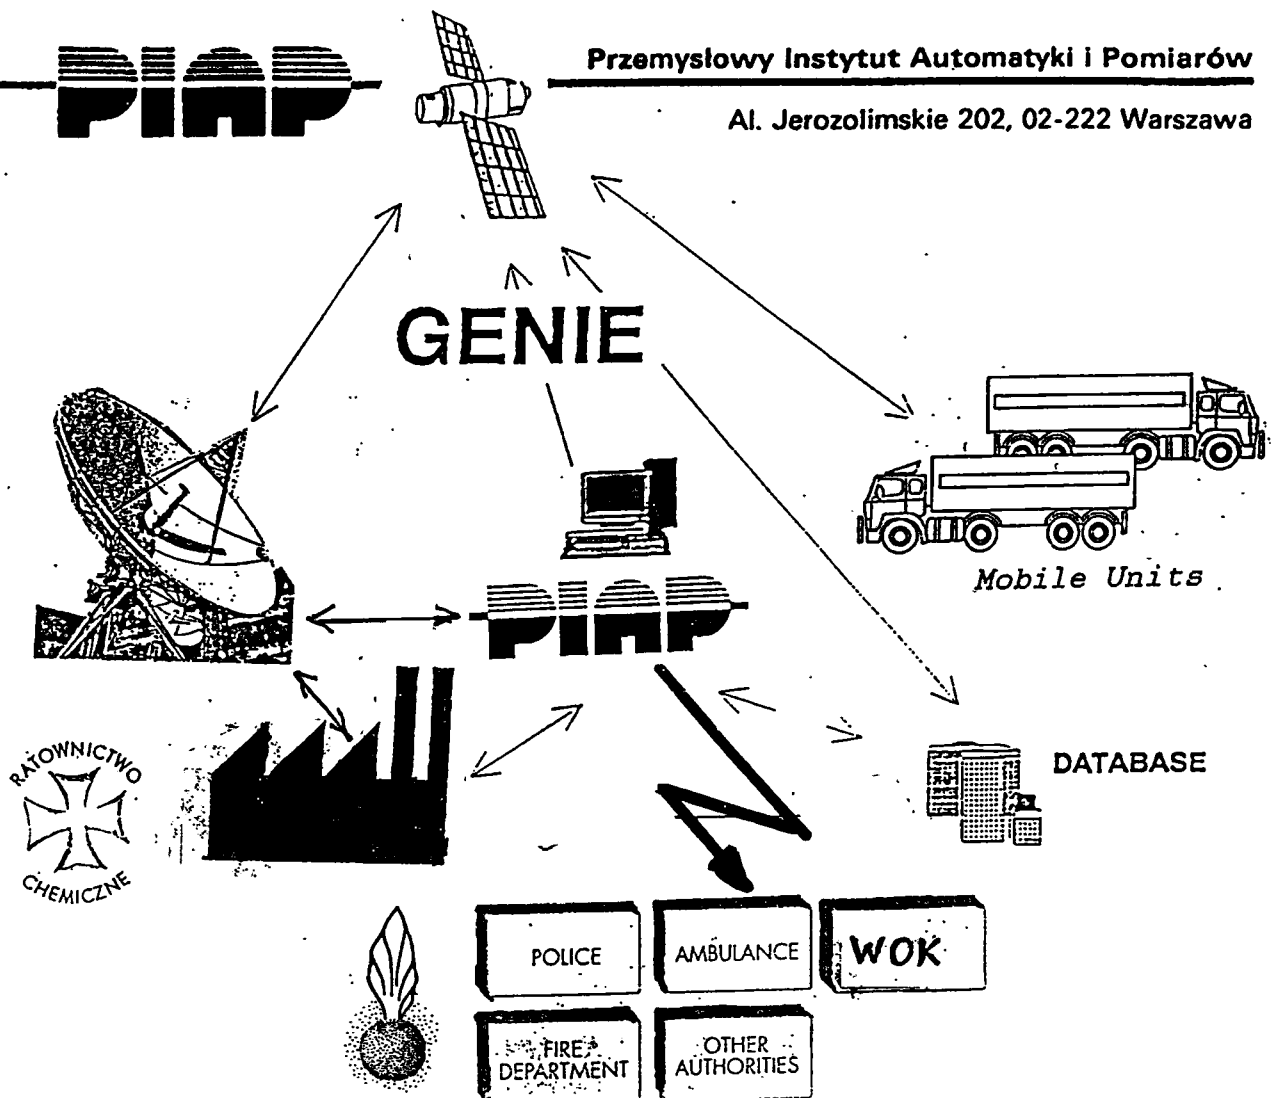 PIAP
Przemysłowy Instytut Automatyki i Pomiarów
Al. Jerozolimskie 202, 02-222 Warszawa
GENIE
Mobile Units
PIAP
DATABASE
RATOWNICTWO
CHEMICZNE
POLICE
AMBULANCE
WOK
FIRE
DEPARTMENT
OTHER
AUTHORITIES